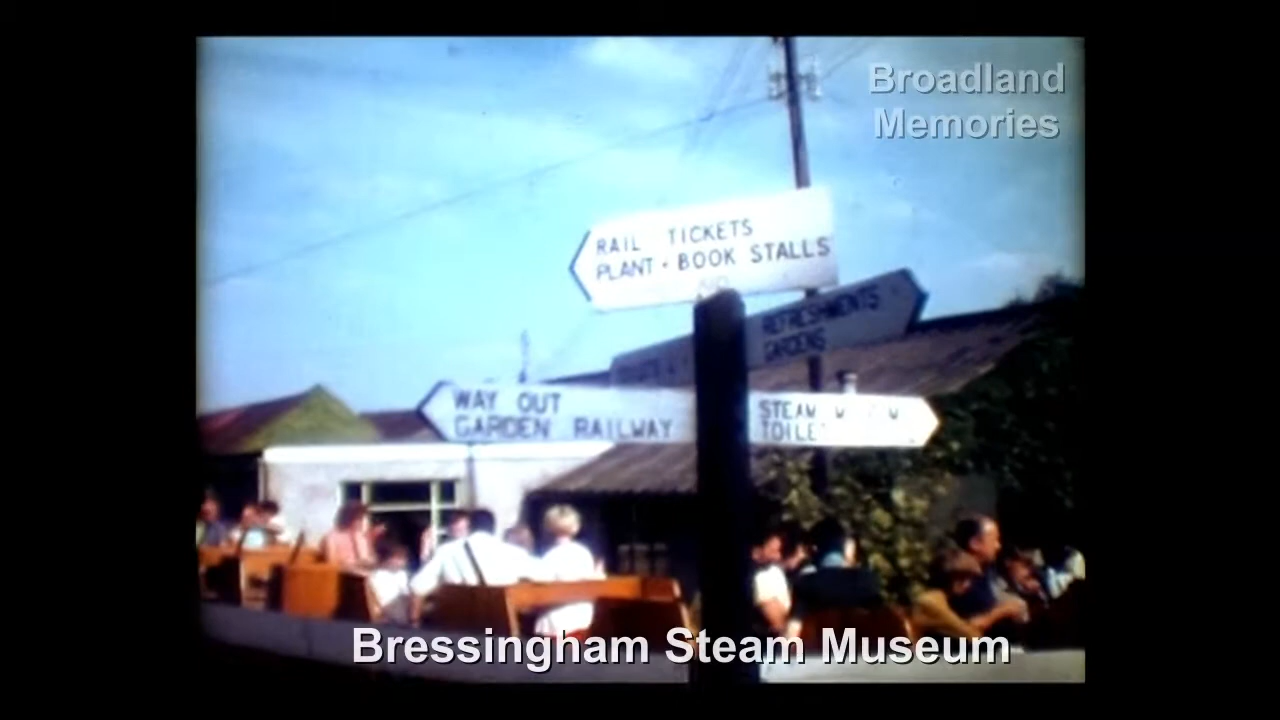 Broadland
Memories
RAIL TICKETS
PLANT • BOOK STALLS
REFRESHMENTS
GARDENS
WAY OUT
GARDEN RAILWAY
STEAM
Bressingham Steam Museum